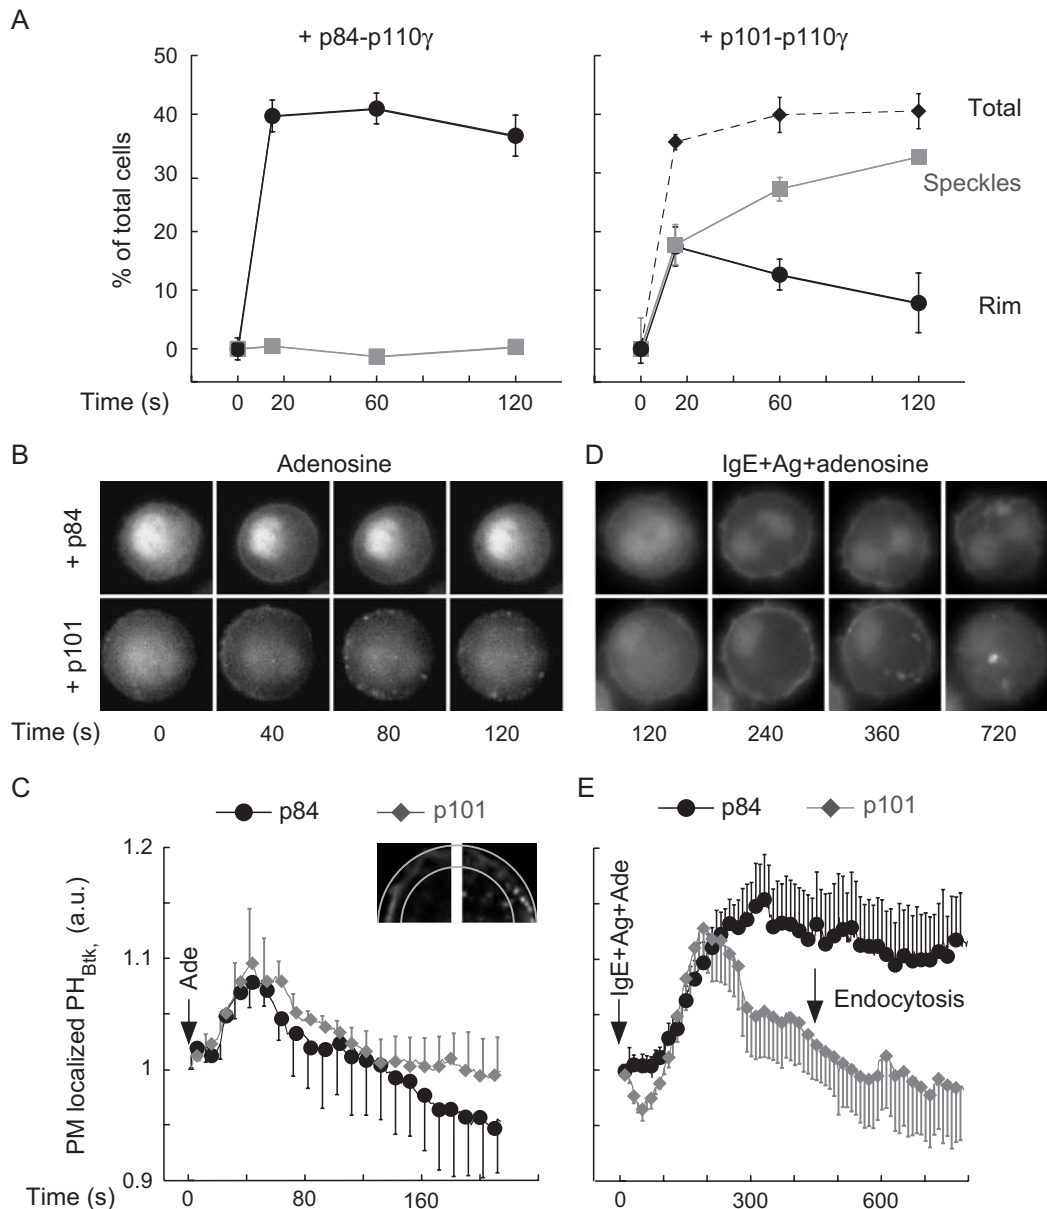 A
+ p84-p110γ
+ p101-p110γ
50
40
30
20
10
0
% of total cells
Total
Speckles
Rim
Time (s)
0 20 60 120
0 20 60 120
B
Adenosine
D
IgE+Ag+adenosine
+ p84
+ p101
Time (s) 0 40 80 120
120 240 360 720
C
p84 p101
E
p84 p101
1.2
1.1
1
0.9
PM localized PH_Btk, (a.u.)
Ade
IgE+Ag+Ade
Endocytosis
Time (s) 0 80 160
0 300 600